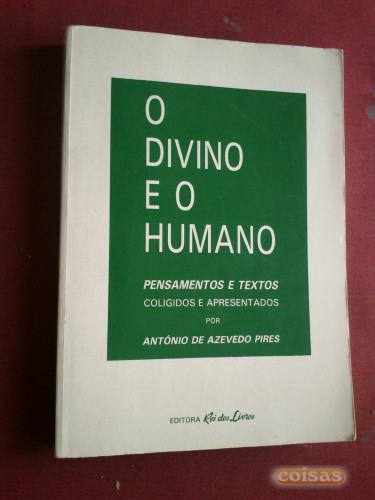 O
DIVINO
E O
HUMANO
PENSAMENTOS E TEXTOS
COLIGIDOS E APRESENTADOS
POR
ANTÓNIO DE AZEVEDO PIRES
EDITORA Rei dos Livros
coisas